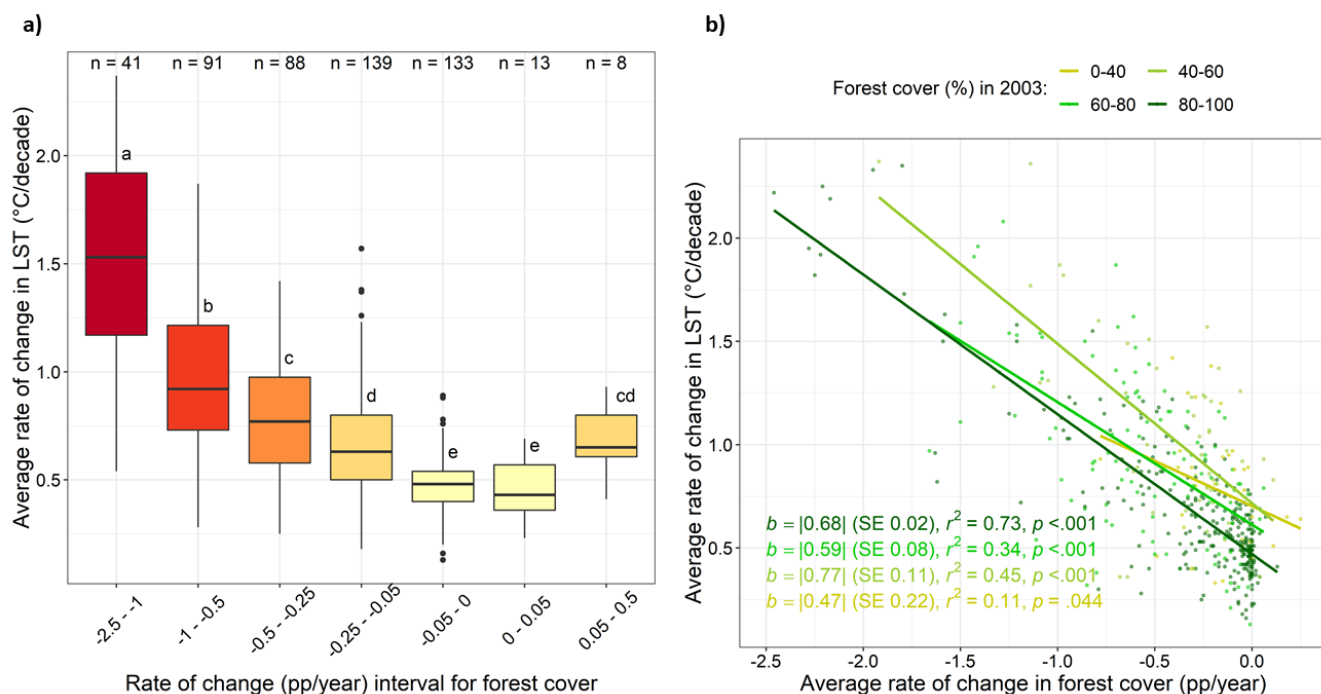 a)
n = 41 n = 91 n = 88 n = 139 n = 133 n = 13 n = 8
a
b
c
d
e
e
cd
2.0
1.5
1.0
0.5
Average rate of change in LST (°C/decade)
-2.5 - -1
-1 - -0.5
-0.5 - -0.25
-0.25 - -0.05
-0.05 - 0
0 - 0.05
0.05 - 0.5
Rate of change (pp/year) interval for forest cover
b)
Forest cover (%) in 2003:
0-40 40-60
60-80 80-100
2.0
1.5
1.0
0.5
Average rate of change in LST (°C/decade)
b = |0.68| (SE 0.02), r² = 0.73, p <.001
b = |0.59| (SE 0.08), r² = 0.34, p <.001
b = |0.77| (SE 0.11), r² = 0.45, p <.001
b = |0.47| (SE 0.22), r² = 0.11, p = .044
-2.5 -2.0 -1.5 -1.0 -0.5 0.0
Average rate of change in forest cover (pp/year)